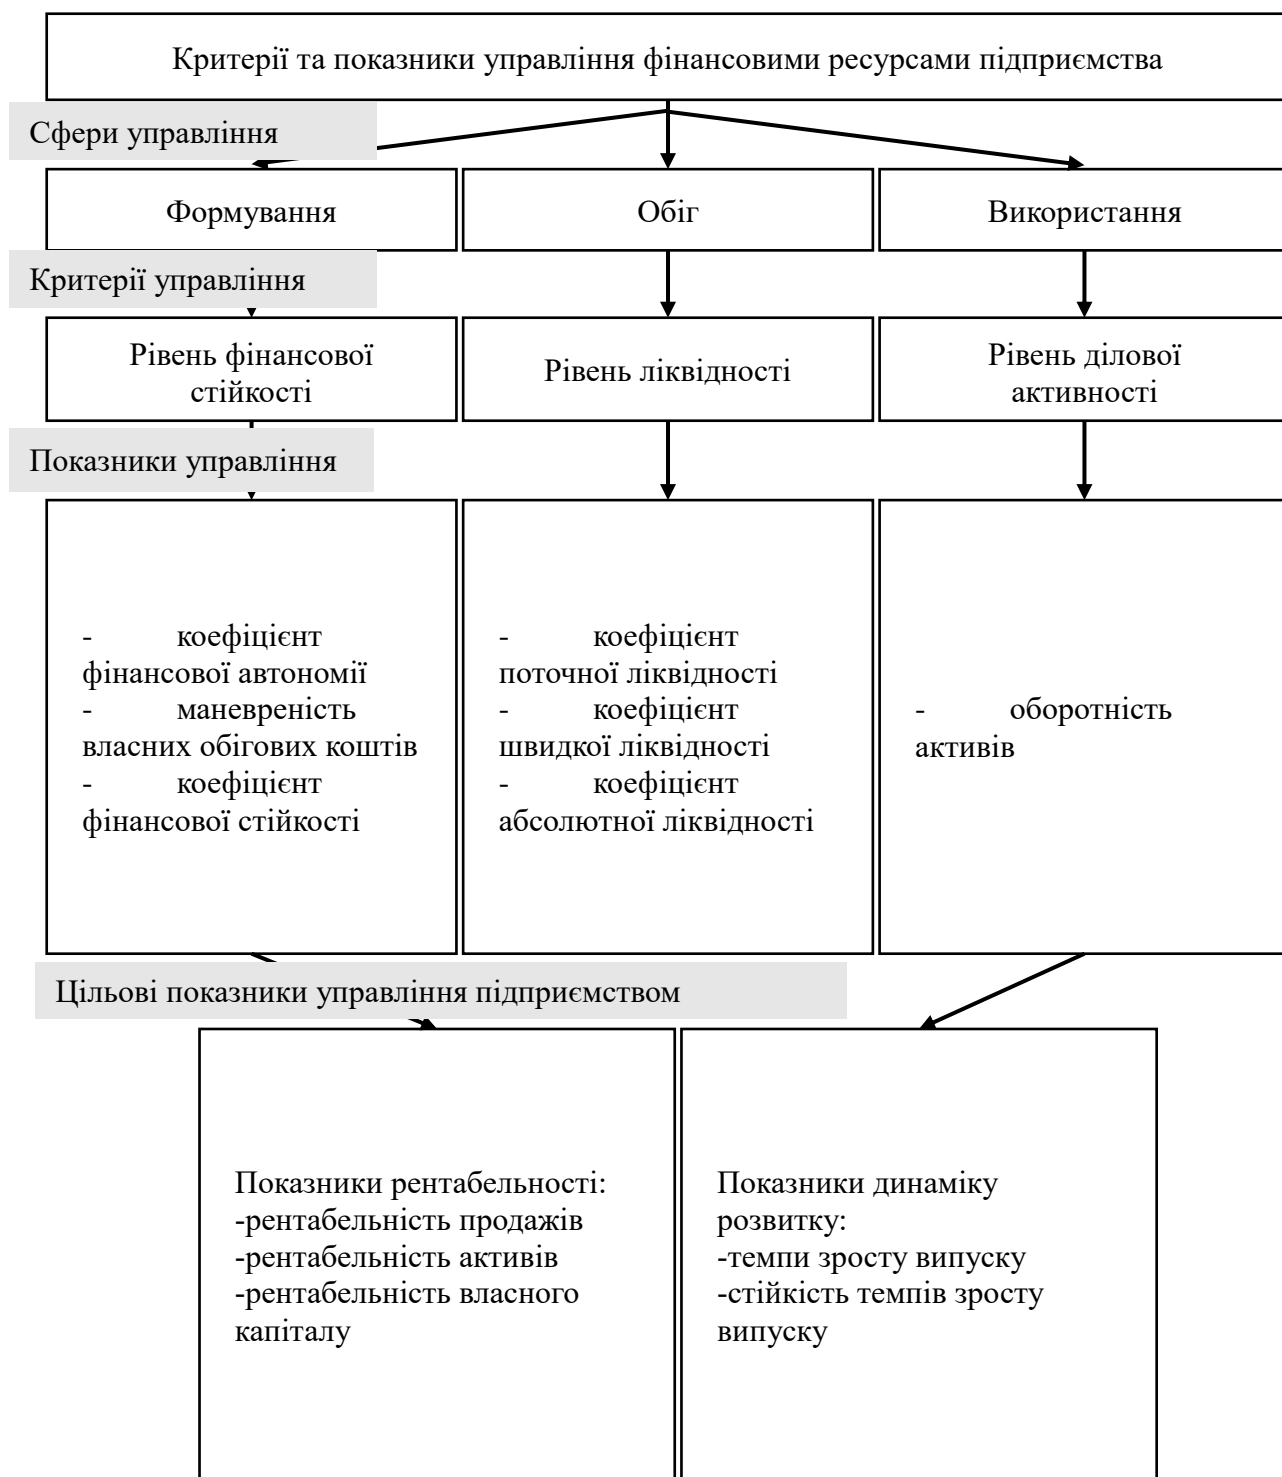 Критерії та показники управління фінансовими ресурсами підприємства
Сфери управління
Формування
Обіг
Використання
Критерії управління
Рівень фінансової
стійкості
Рівень ліквідності
Рівень ділової
активності
Показники управління
- коефіцієнт
фінансової автономії
- маневреність
власних обігових коштів
- коефіцієнт
фінансової стійкості
- коефіцієнт
поточної ліквідності
- коефіцієнт
швидкої ліквідності
- коефіцієнт
абсолютної ліквідності
- оборотність
активів
Цільові показники управління підприємством
Показники рентабельності:
-рентабельність продажів
-рентабельність активів
-рентабельність власного
капіталу
Показники динаміку
розвитку:
-темпи зросту випуску
-стійкість темпів зросту
випуску